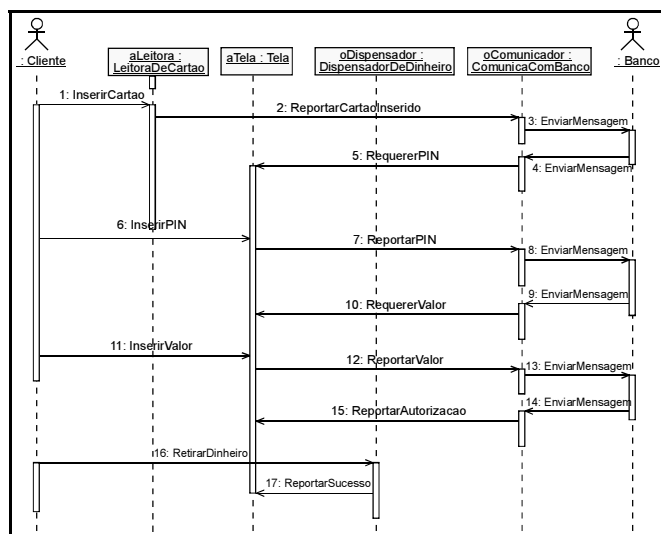 : Cliente
aLeitora :
LeitoraDeCartao
aTela : Tela
oDispensador :
DispensadorDeDinheiro
oComunicador :
ComunicaComBanco
: Banco
1: InserirCartao
2: ReportarCartaoInserido
3: EnviarMensagem
4: EnviarMensagem
5: RequererPIN
6: InserirPIN
7: ReportarPIN
8: EnviarMensagem
9: EnviarMensagem
10: RequererValor
11: InserirValor
12: ReportarValor
13: EnviarMensagem
14: EnviarMensagem
15: ReportarAutorizacao
16: RetirarDinheiro
17: ReportarSucesso